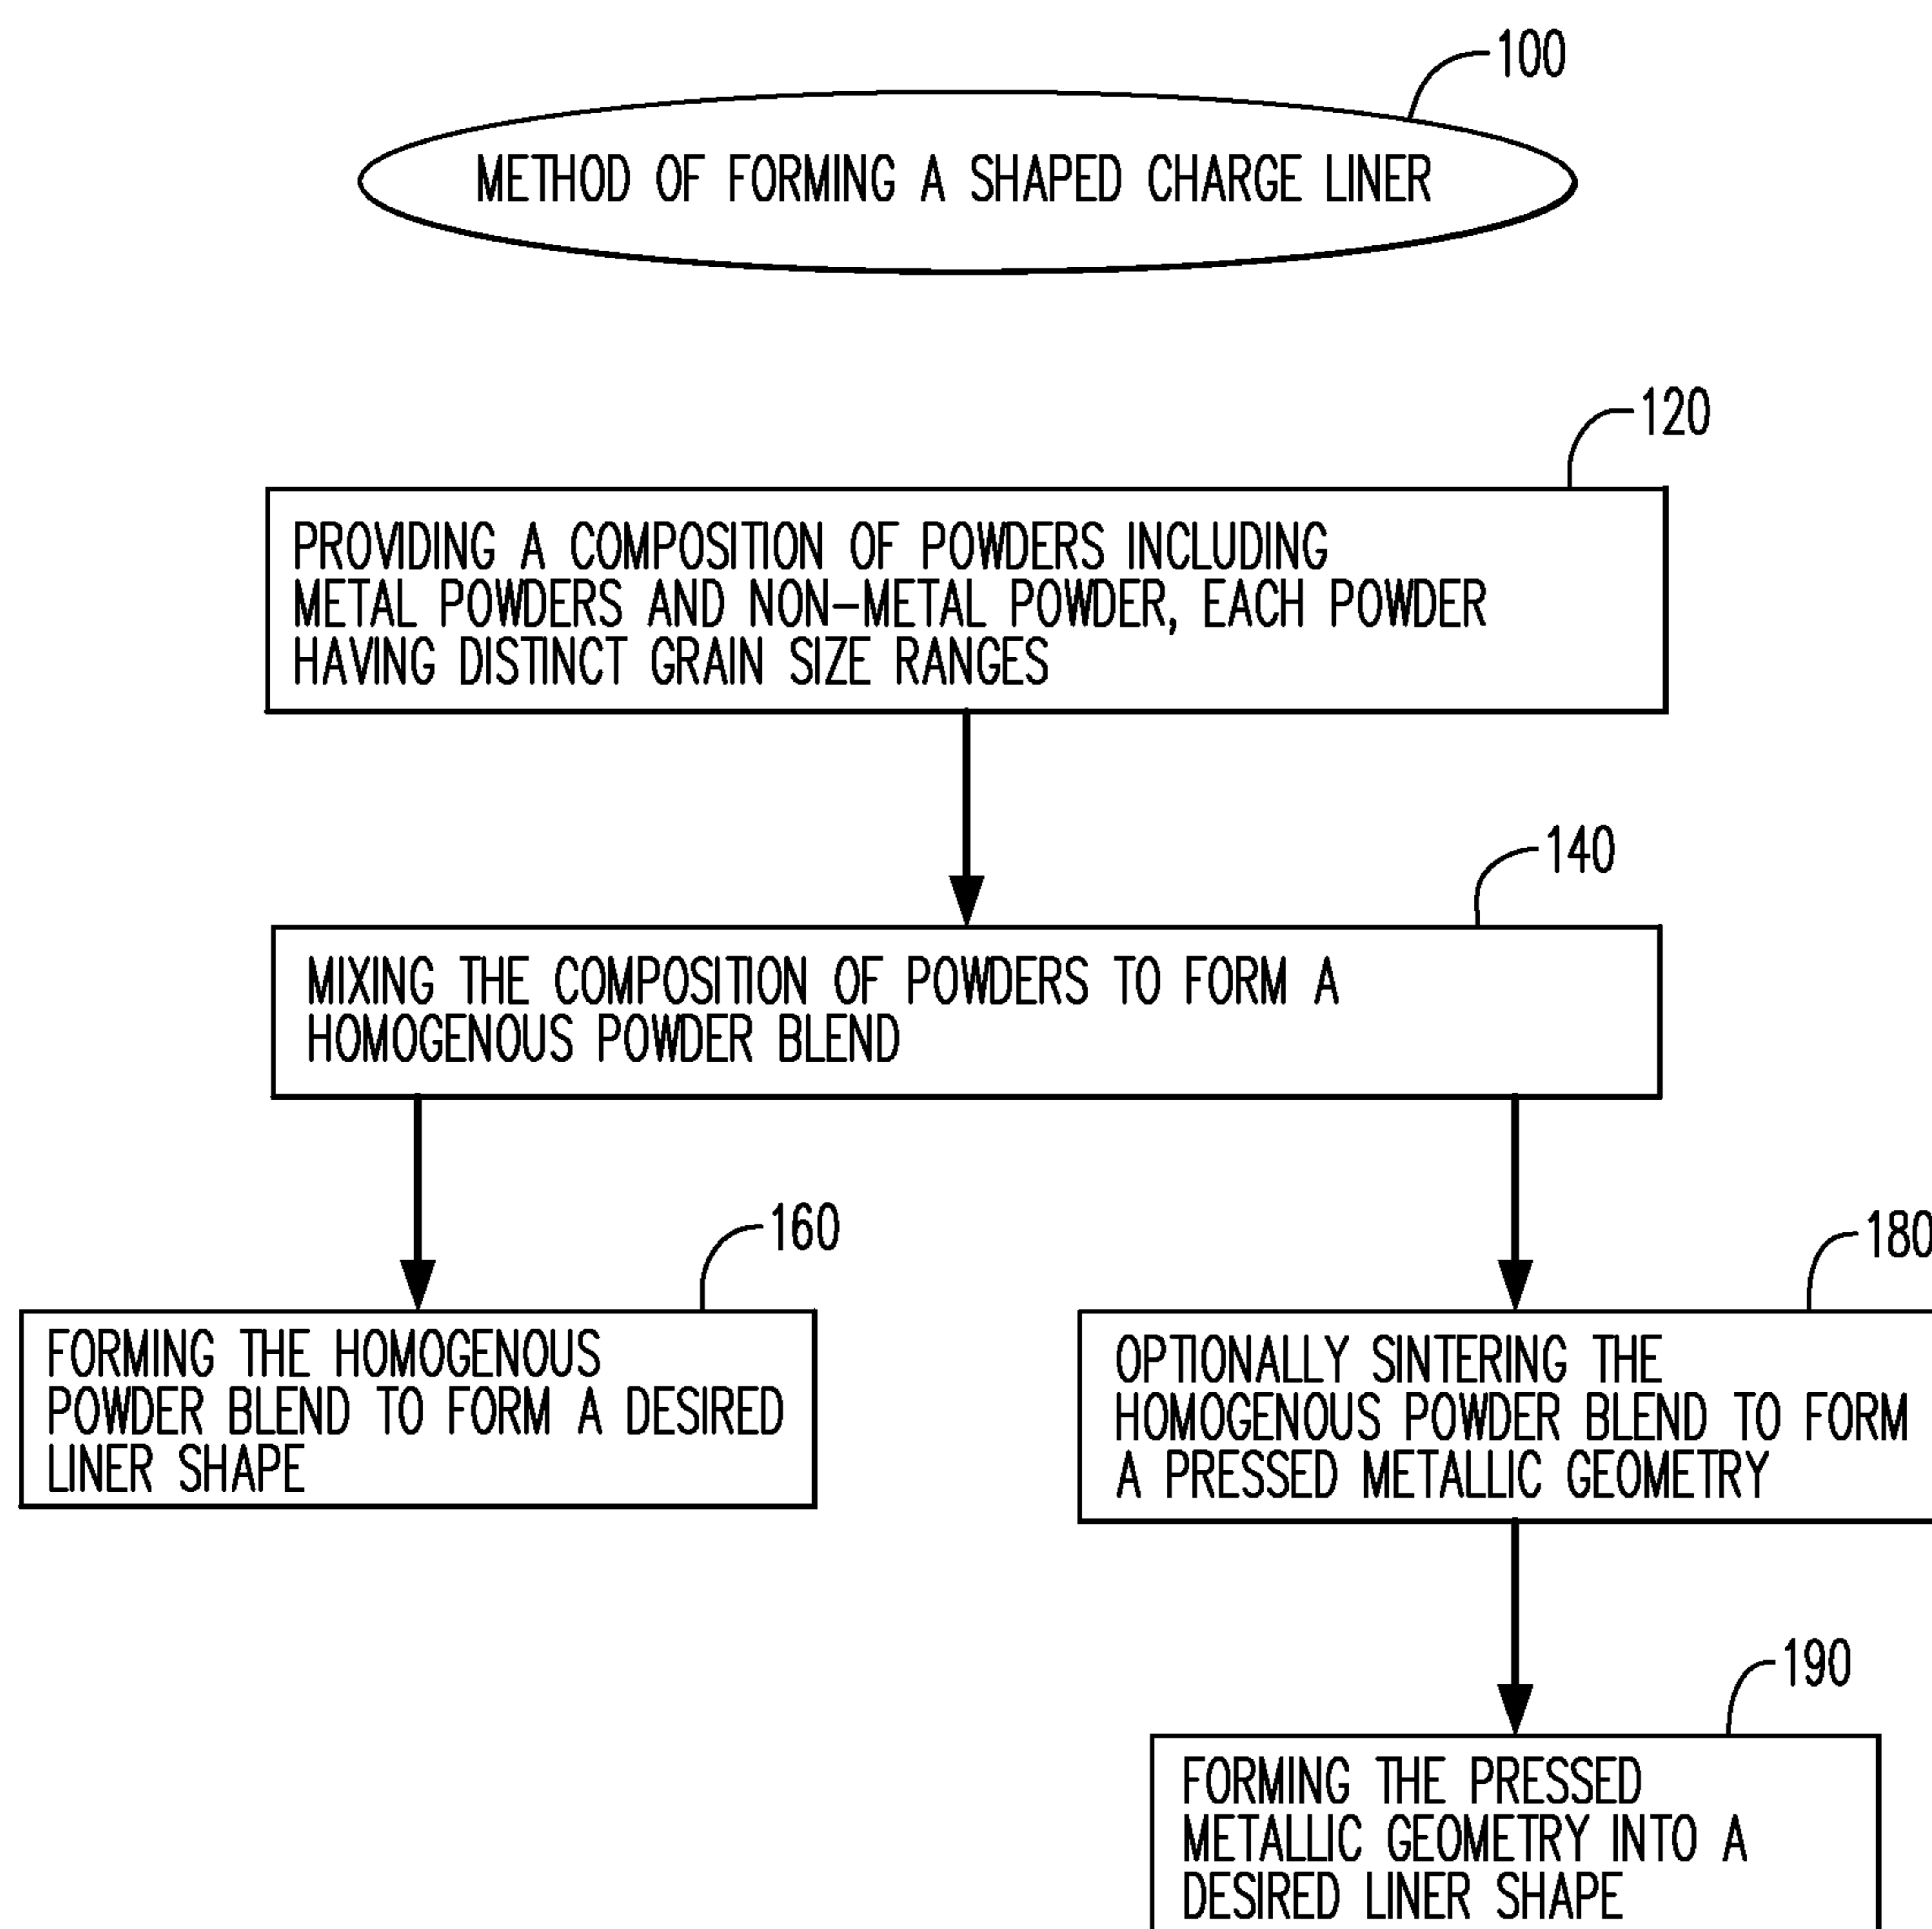 100
METHOD OF FORMING A SHAPED CHARGE LINER
120
PROVIDING A COMPOSITION OF POWDERS INCLUDING
METAL POWDERS AND NON-METAL POWDER, EACH POWDER
HAVING DISTINCT GRAIN SIZE RANGES
140
MIXING THE COMPOSITION OF POWDERS TO FORM A
HOMOGENOUS POWDER BLEND
160
FORMING THE HOMOGENOUS
POWDER BLEND TO FORM A DESIRED
LINER SHAPE
180
OPTIONALLY SINTERING THE
HOMOGENOUS POWDER BLEND TO FORM
A PRESSED METALLIC GEOMETRY
190
FORMING THE PRESSED
METALLIC GEOMETRY INTO A
DESIRED LINER SHAPE